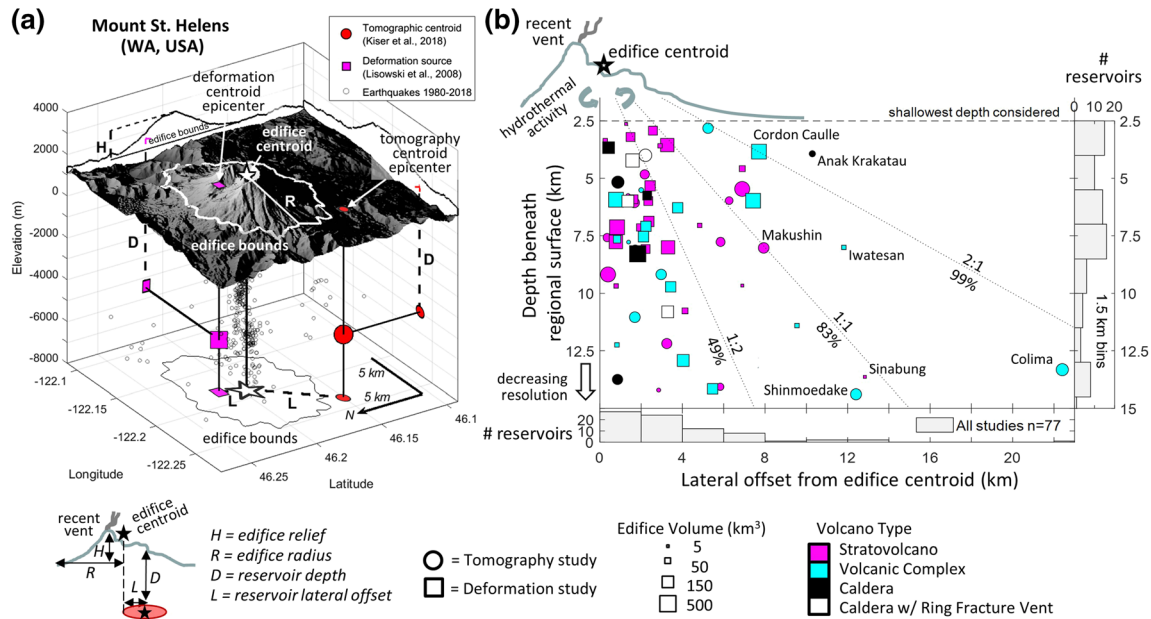 (a)
Mount St. Helens
(WA, USA)
Tomographic centroid
(Kiser et al., 2018)
Deformation source
(Lisowski et al., 2008)
Earthquakes 1980-2018
deformation
centroid
epicenter
edifice bounds
edifice
centroid
tomography
centroid
epicenter
H
R
edifice bounds
D
D
L
L
5 km
5 km
N
edifice bounds
Elevation (m)
4000
2000
0
-2000
-4000
-6000
-8000
-122.1
-122.15
-122.2
-122.25
Longitude
46.25
46.2
46.15
46.1
Latitude
recent
vent
edifice
centroid
H
R
D
L
H = edifice relief
R = edifice radius
D = reservoir depth
L = reservoir lateral offset
(b)
recent
vent
edifice centroid
hydrothermal
activity
#
reservoirs
0 10 20
shallowest depth considered
Depth beneath
regional surface (km)
2.5
5
7.5
10
12.5
decreasing
resolution
Cordon Caulle
Anak Krakatau
Makushin
Iwatesan
Sinabung
Shinmoedake
Colima
2:1
99%
1:1
83%
1:2
49%
2.5
5
7.5
10
12.5
15
1.5 km bins
# reservoirs
20
0
All studies n=77
0 4 8 12 16 20
Lateral offset from edifice centroid (km)
= Tomography study
= Deformation study
Edifice Volume (km³)
5
50
150
500
Volcano Type
Stratovolcano
Volcanic Complex
Caldera
Caldera w/ Ring Fracture Vent